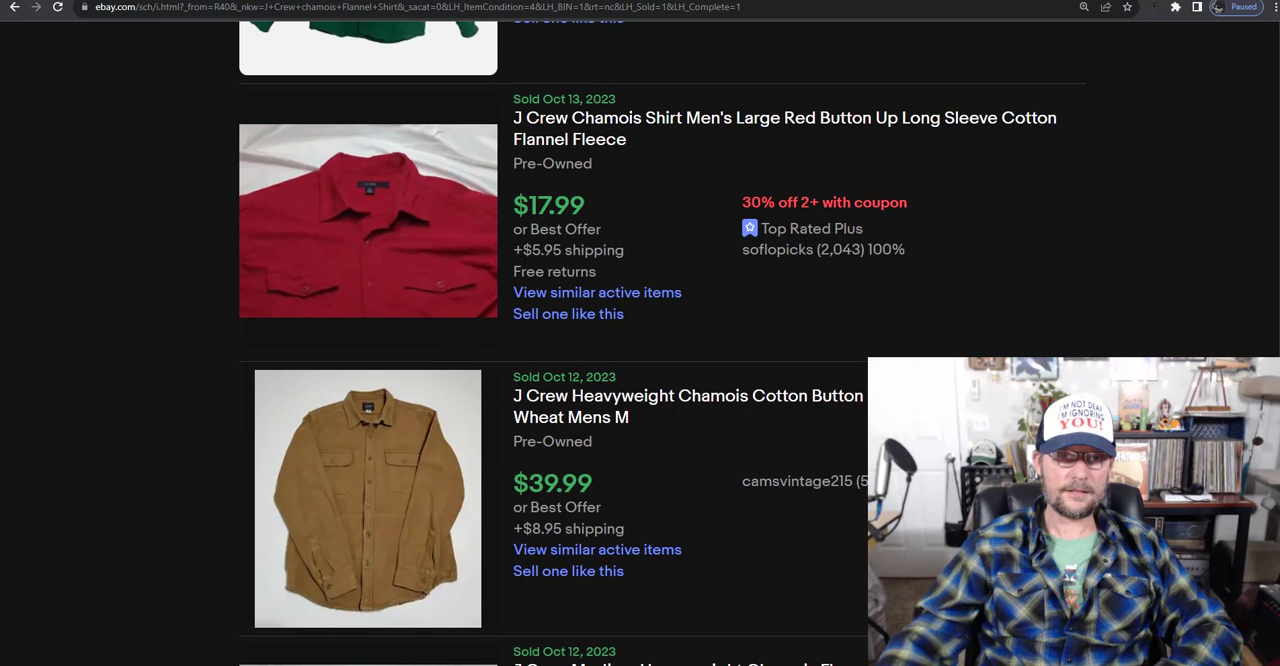 ebay.com/sch/i.html?_from=R40&_nkw=J+Crew+chamois+Flannel+Shirt&_sacat=0&LH_ItemCondition=4&LH_BIN=1&rt=nc&LH_Sold=1&LH_Complete=1
Paused
Sold Oct 13, 2023
J Crew Chamois Shirt Men's Large Red Button Up Long Sleeve Cotton
Flannel Fleece
Pre-Owned
$17.99
30% off 2+ with coupon
or Best Offer
Top Rated Plus
+$5.95 shipping
soflopicks (2,043) 100%
Free returns
View similar active items
Sell one like this
Sold Oct 12, 2023
J Crew Heavyweight Chamois Cotton Button
Wheat Mens M
Pre-Owned
$39.99
camsvintage215 (5
or Best Offer
+$8.95 shipping
View similar active items
Sell one like this
I'M NOT DEAF
I'M IGNORING
YOU!
Sold Oct 12, 2023